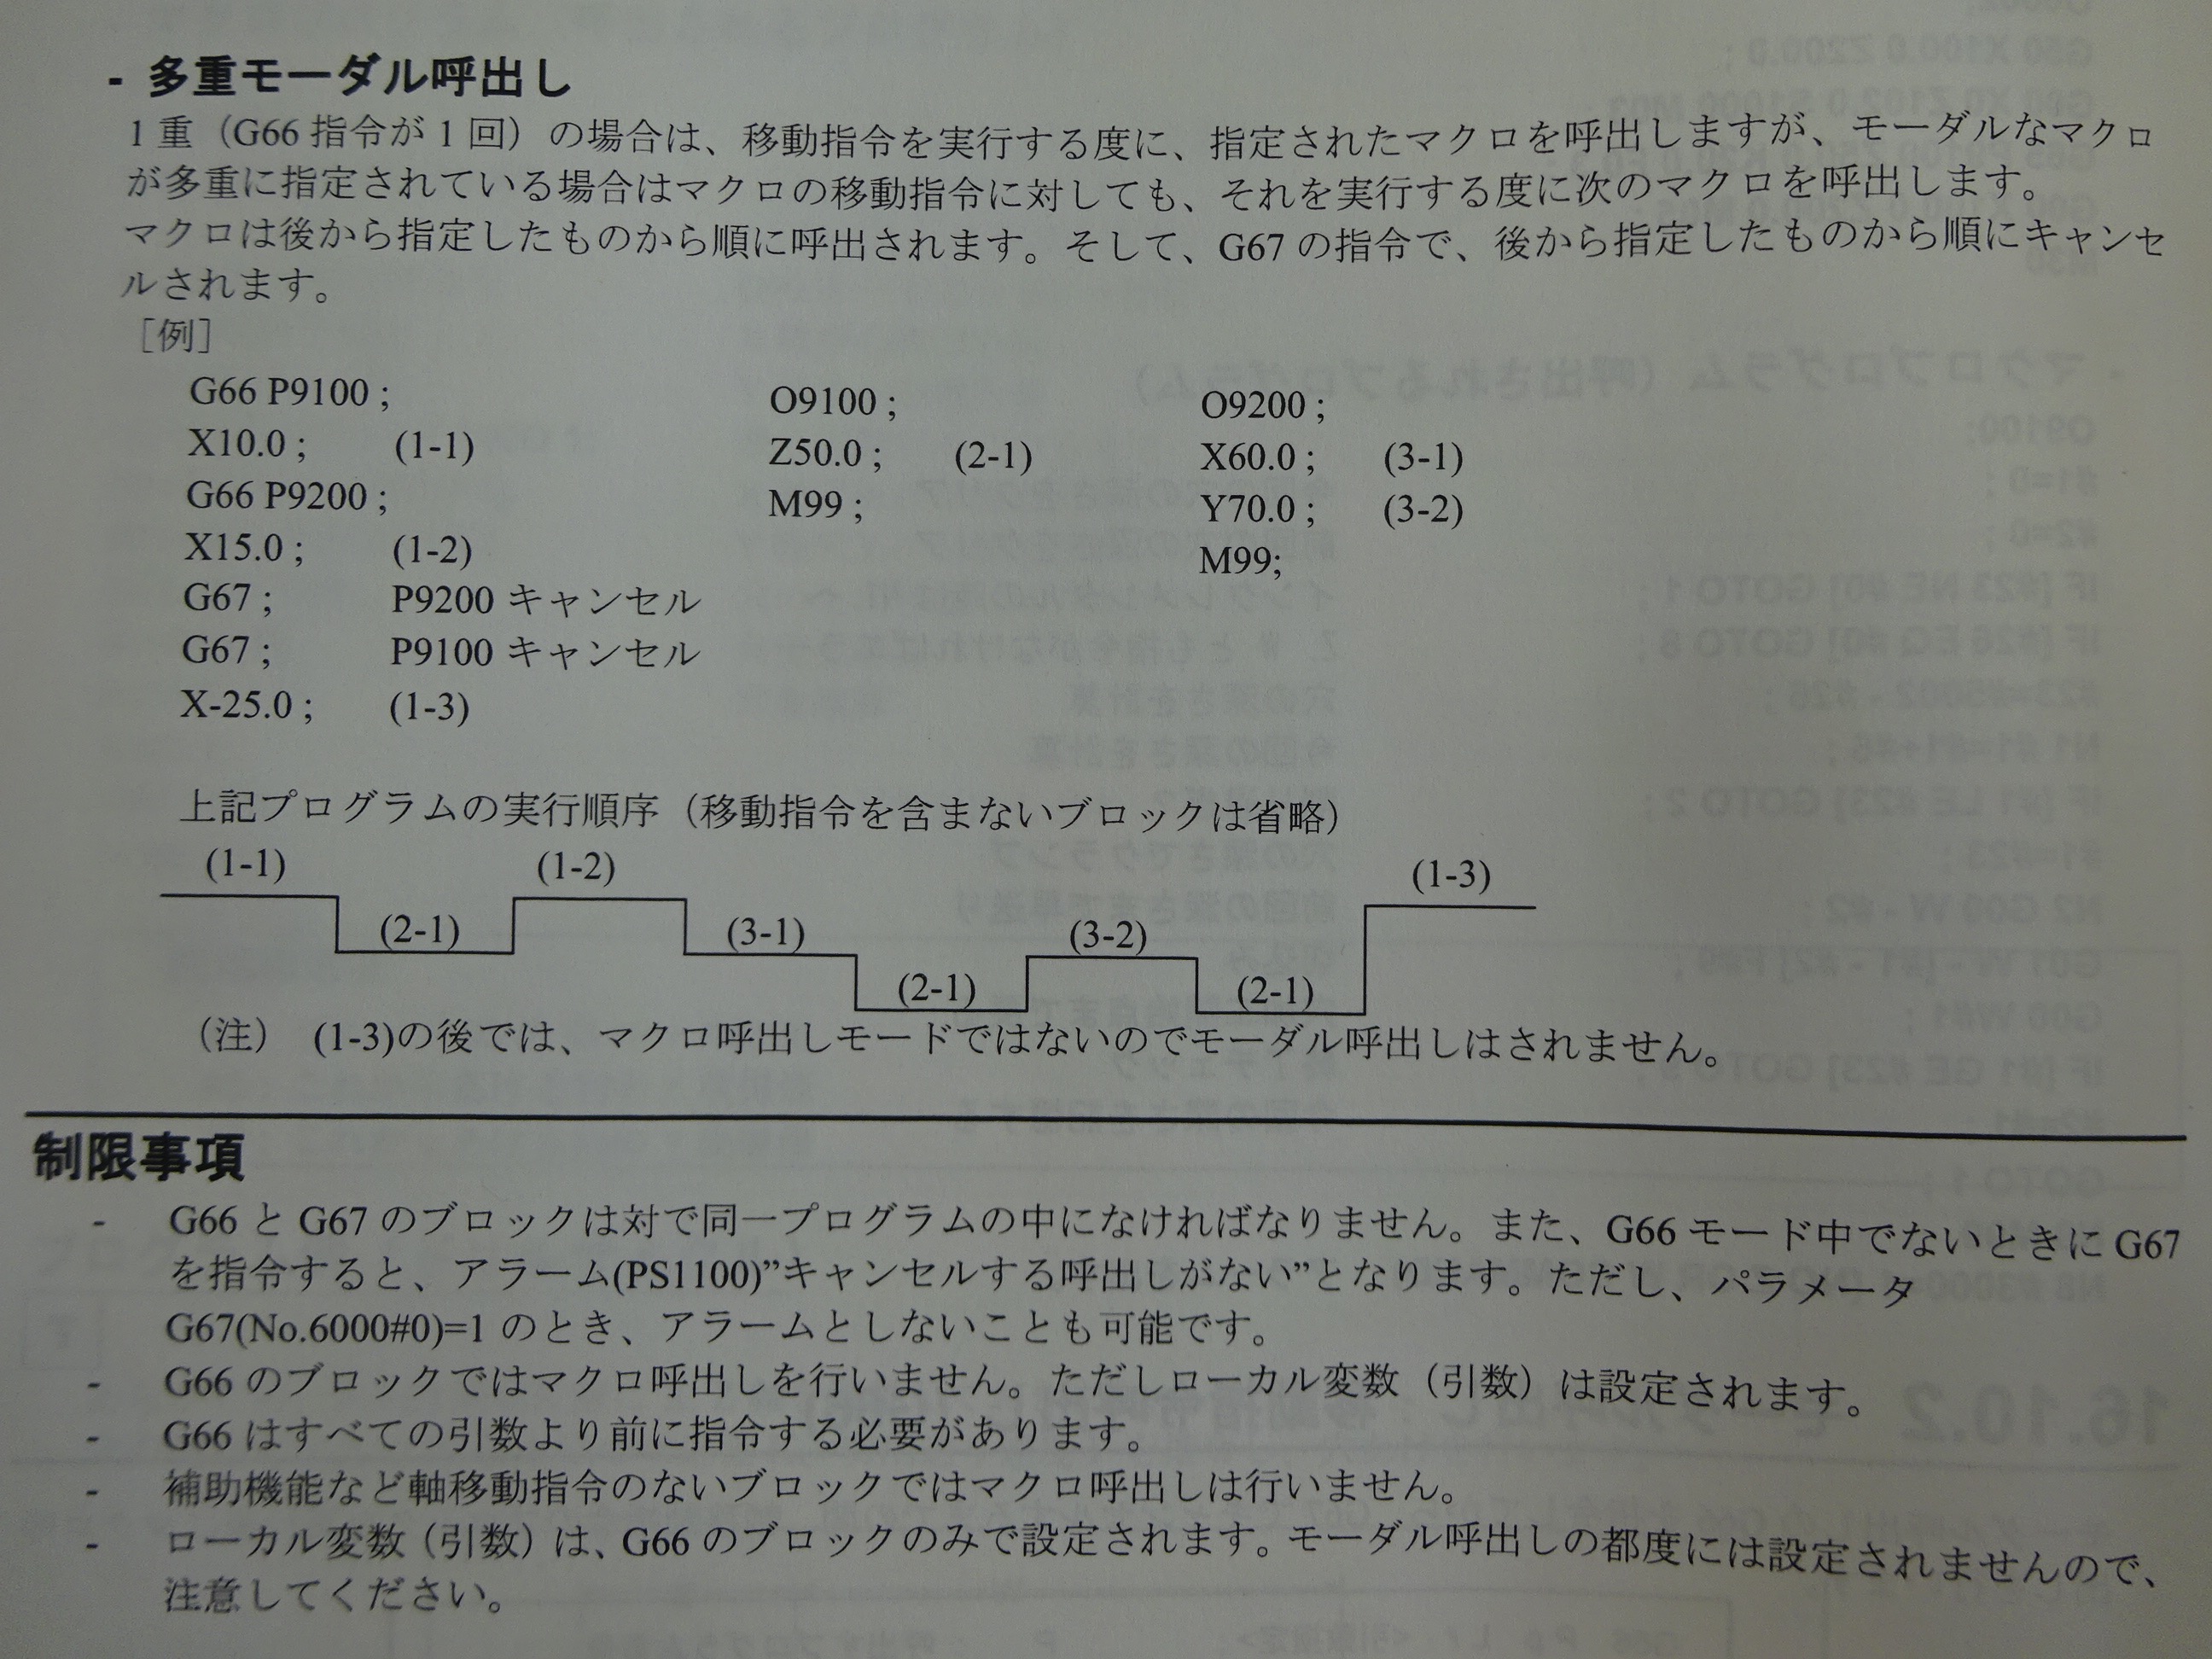 - 多重モーダル呼出し
1 重（G66 指令が 1 回）の場合は、移動指令を実行する度に、指定されたマクロを呼出しますが、モーダルなマクロ
が多重に指定されている場合はマクロの移動指令に対しても、それを実行する度に次のマクロを呼出します。
マクロは後から指定したものから順に呼出されます。そして、G67 の指令で、後から指定したものから順にキャンセ
ルされます。
［例］
G66 P9100 ;
X10.0 ; (1-1)
G66 P9200 ;
X15.0 ; (1-2)
G67 ; P9200 キャンセル
G67 ; P9100 キャンセル
X-25.0 ; (1-3)
O9100 ;
Z50.0 ; (2-1)
M99 ;
O9200 ;
X60.0 ; (3-1)
Y70.0 ; (3-2)
M99;
上記プログラムの実行順序（移動指令を含まないブロックは省略）
(1-1) (1-2) (1-3)
(2-1) (3-1) (3-2)
(2-1) (2-1)
（注） (1-3)の後では、マクロ呼出しモードではないのでモーダル呼出しはされません。
制限事項
- G66 と G67 のブロックは対で同一プログラムの中になければなりません。また、G66 モード中でないときに G67
を指令すると、アラーム(PS1100)”キャンセルする呼出しがない”となります。ただし、パラメータ
G67(No.6000#0)=1 のとき、アラームとしないことも可能です。
- G66 のブロックではマクロ呼出しを行いません。ただしローカル変数（引数）は設定されます。
- G66 はすべての引数より前に指令する必要があります。
- 補助機能など軸移動指令のないブロックではマクロ呼出しは行いません。
- ローカル変数（引数）は、G66 のブロックのみで設定されます。モーダル呼出しの都度には設定されませんので、
注意してください。